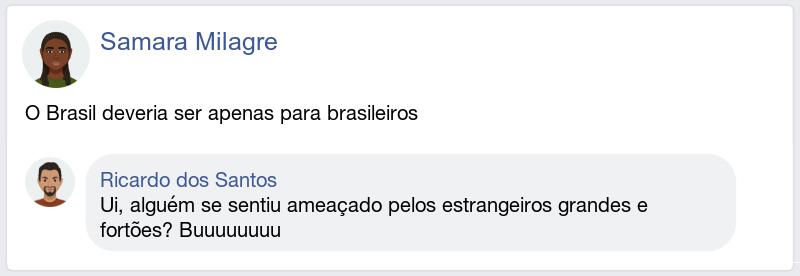 Samara Milagre
O Brasil deveria ser apenas para brasileiros
Ricardo dos Santos
Ui, alguém se sentiu ameaçado pelos estrangeiros grandes e
fortões? Buuuuuuuu